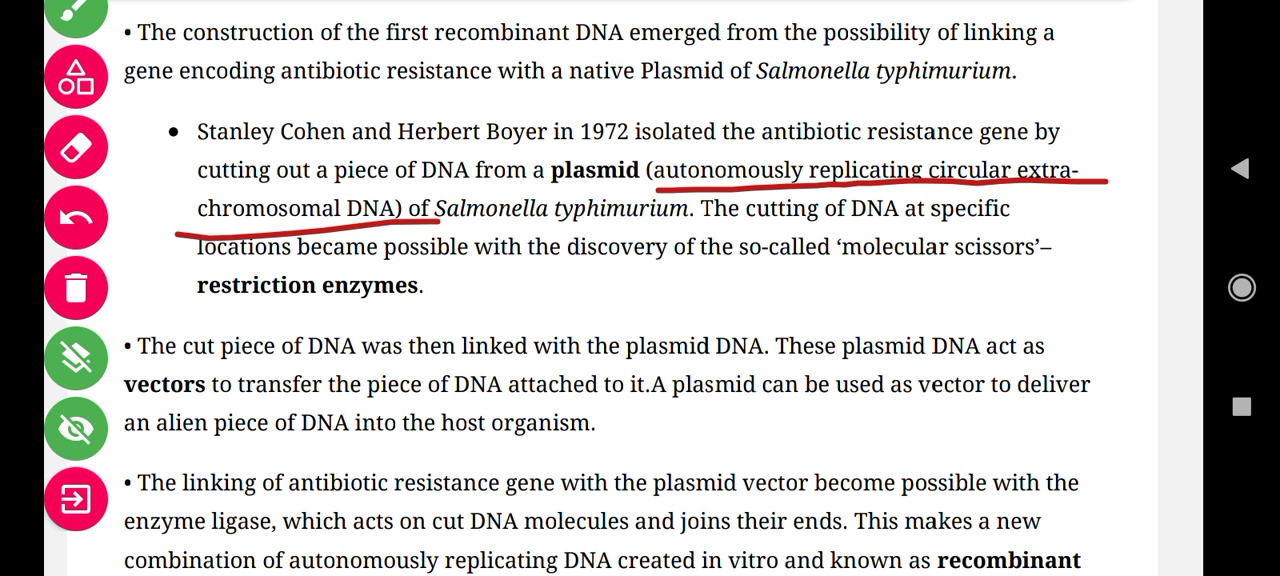 • The construction of the first recombinant DNA emerged from the possibility of linking a
gene encoding antibiotic resistance with a native Plasmid of Salmonella typhimurium.
• Stanley Cohen and Herbert Boyer in 1972 isolated the antibiotic resistance gene by
cutting out a piece of DNA from a plasmid (autonomously replicating circular extra-
chromosomal DNA) of Salmonella typhimurium. The cutting of DNA at specific
locations became possible with the discovery of the so-called ‘molecular scissors’–
restriction enzymes.
• The cut piece of DNA was then linked with the plasmid DNA. These plasmid DNA act as
vectors to transfer the piece of DNA attached to it.A plasmid can be used as vector to deliver
an alien piece of DNA into the host organism.
• The linking of antibiotic resistance gene with the plasmid vector become possible with the
enzyme ligase, which acts on cut DNA molecules and joins their ends. This makes a new
combination of autonomously replicating DNA created in vitro and known as recombinant